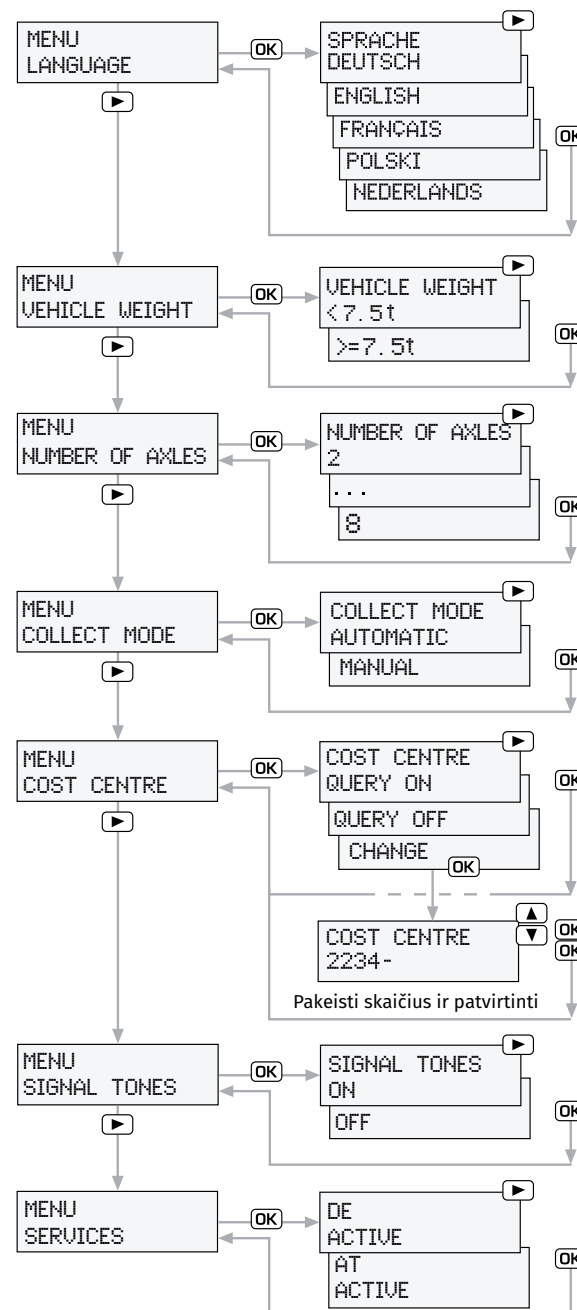 MENU
LANGUAGE
OK
SPRACHE
DEUTSCH
ENGLISH
FRANÇAIS
POLSKI
NEDERLANDS
OK
MENU
VEHICLE WEIGHT
OK
VEHICLE WEIGHT
<7.5t
>=7.5t
OK
MENU
NUMBER OF AXLES
OK
NUMBER OF AXLES
2
...
8
OK
MENU
COLLECT MODE
OK
COLLECT MODE
AUTOMATIC
MANUAL
OK
MENU
COST CENTRE
OK
COST CENTRE
QUERY ON
QUERY OFF
CHANGE
OK
OK
COST CENTRE
2234-
OK
OK
Pakeisti skaičius ir patvirtinti
MENU
SIGNAL TONES
OK
SIGNAL TONES
ON
OFF
OK
MENU
SERVICES
OK
DE
ACTIVE
AT
ACTIVE
OK